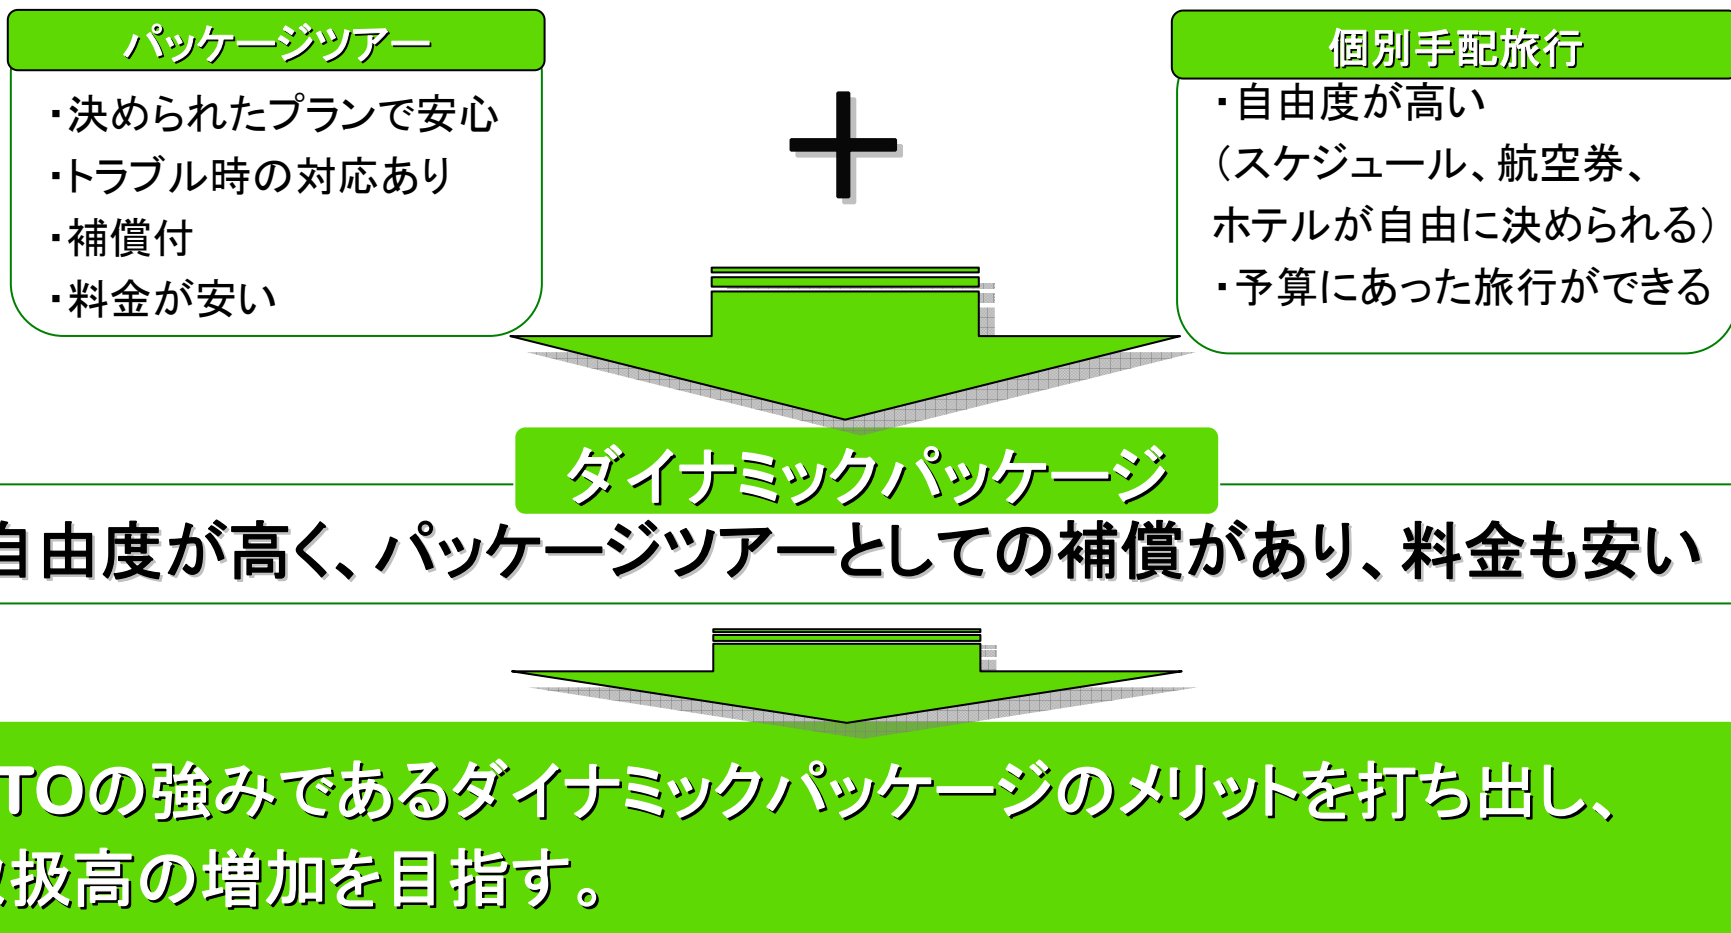 パッケージツアー
・決められたプランで安心
・トラブル時の対応あり
・補償付
・料金が安い
＋
個別手配旅行
・自由度が高い
（スケジュール、航空券、
ホテルが自由に決められる）
・予算にあった旅行ができる
ダイナミックパッケージ
自由度が高く、パッケージツアーとしての補償があり、料金も安い
TOの強みであるダイナミックパッケージのメリットを打ち出し、
扱高の増加を目指す。